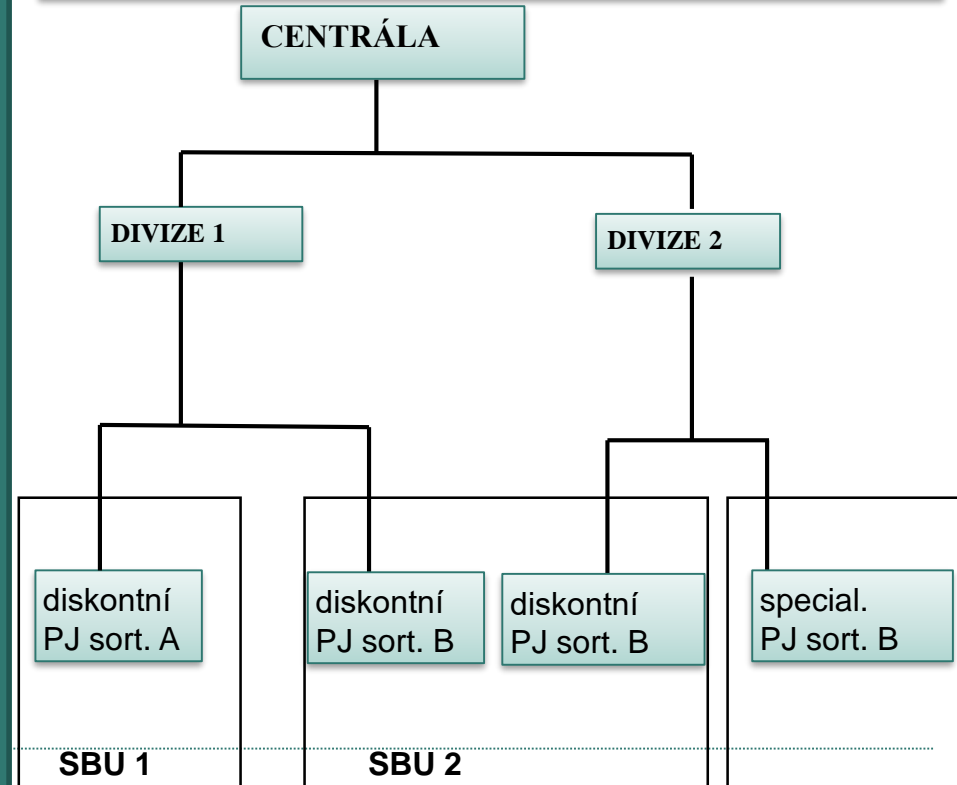 CENTRÁLA
DIVIZE 1
DIVIZE 2
diskontní
PJ sort. A
diskontní
PJ sort. B
diskontní
PJ sort. B
special.
PJ sort. B
SBU 1
SBU 2